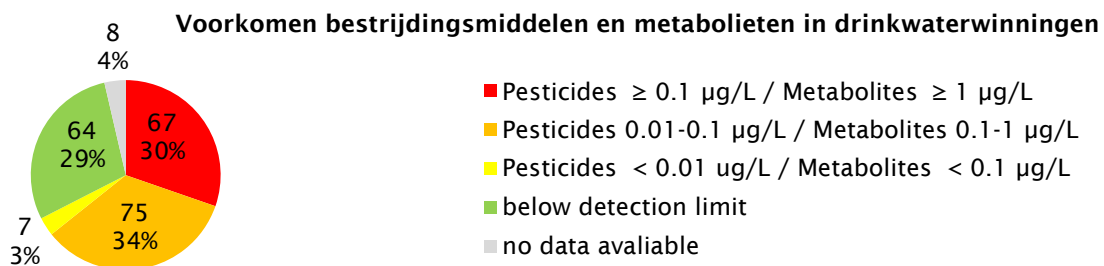 Voorkomen bestrijdingsmiddelen en metabolieten in drinkwaterwinningen
8
4%
67
30%
64
29%
75
34%
7
3%
Pesticides ≥ 0.1 µg/L / Metabolites ≥ 1 µg/L
Pesticides 0.01-0.1 µg/L / Metabolites 0.1-1 µg/L
Pesticides < 0.01 ug/L / Metabolites < 0.1 µg/L
below detection limit
no data avaliable